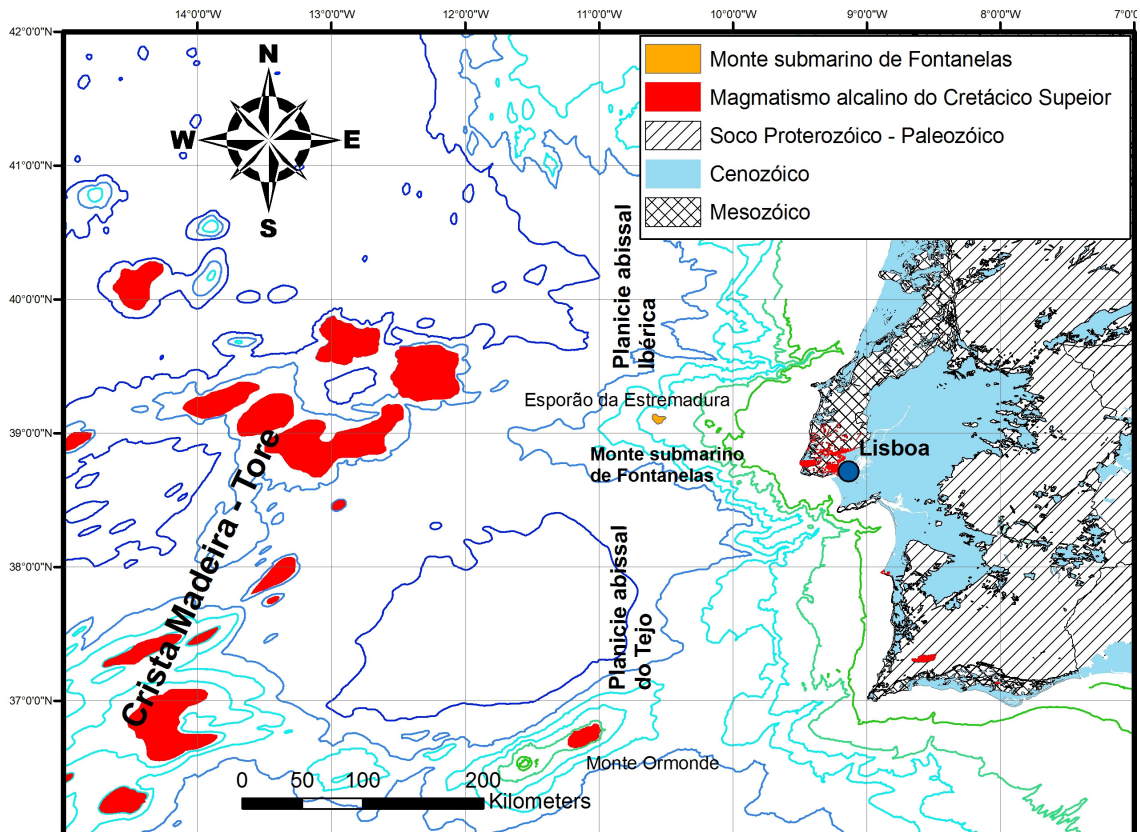 14°0'0"W
13°0'0"W
12°0'0"W
11°0'0"W
10°0'0"W
9°0'0"W
8°0'0"W
7°0'0"
42°0'0"N
41°0'0"N
40°0'0"N
39°0'0"N
38°0'0"N
37°0'0"N
N
W
E
S
Monte submarino de Fontanelas
Magmatismo alcalino do Cretácico Supeior
Soco Proterozóico - Paleozóico
Cenozóico
Mesozóico
Planicie abissal
Ibérica
Esporão da Estremadura
Monte submarino
de Fontanelas
Lisboa
Crista Madeira - Tore
Planicie abissal
do Tejo
Monte Ormonde
0
50
100
200
Kilometers